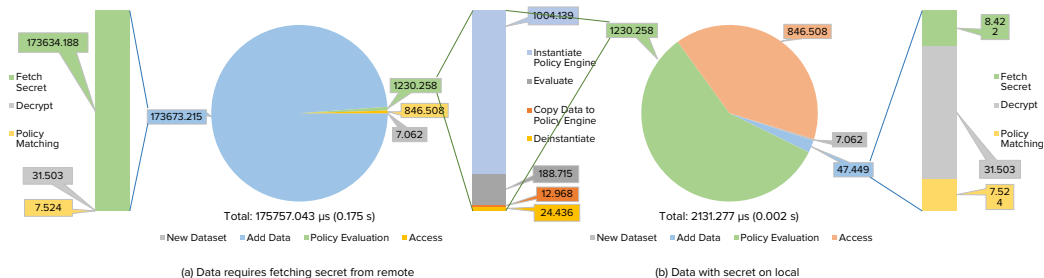 173634.188
Fetch
Secret
Decrypt
Policy
Matching
31.503
7.524
173673.215
1230.258
846.508
7.062
Total: 175757.043 µs (0.175 s)
New Dataset
Add Data
Policy Evaluation
Access
(a) Data requires fetching secret from remote
1004.139
Instantiate
Policy Engine
Evaluate
Copy Data to
Policy Engine
Deinstantiate
188.715
12.968
24.436
1230.258
846.508
7.062
47.449
Total: 2131.277 µs (0.002 s)
New Dataset
Add Data
Policy Evaluation
Access
(b) Data with secret on local
8.42
2
Fetch
Secret
Decrypt
Policy
Matching
31.503
7.52
4